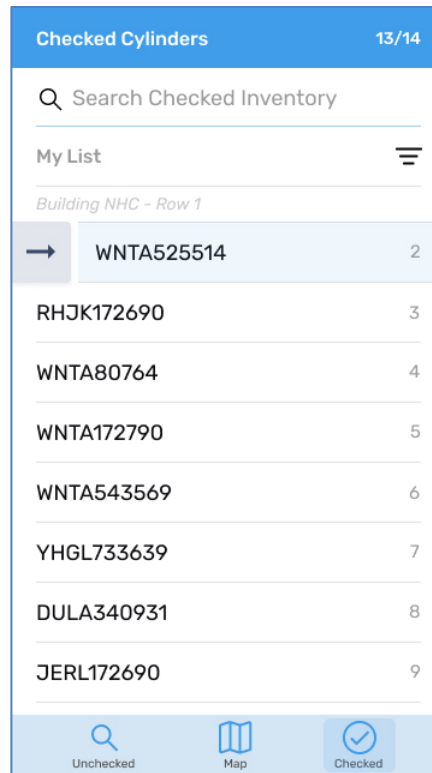 Checked Cylinders 13/14
Search Checked Inventory
My List
Building NHC - Row 1
WNTA525514 2
RHJK172690 3
WNTA80764 4
WNTA172790 5
WNTA543569 6
YHGL733639 7
DULA340931 8
JERL172690 9
Unchecked Map Checked